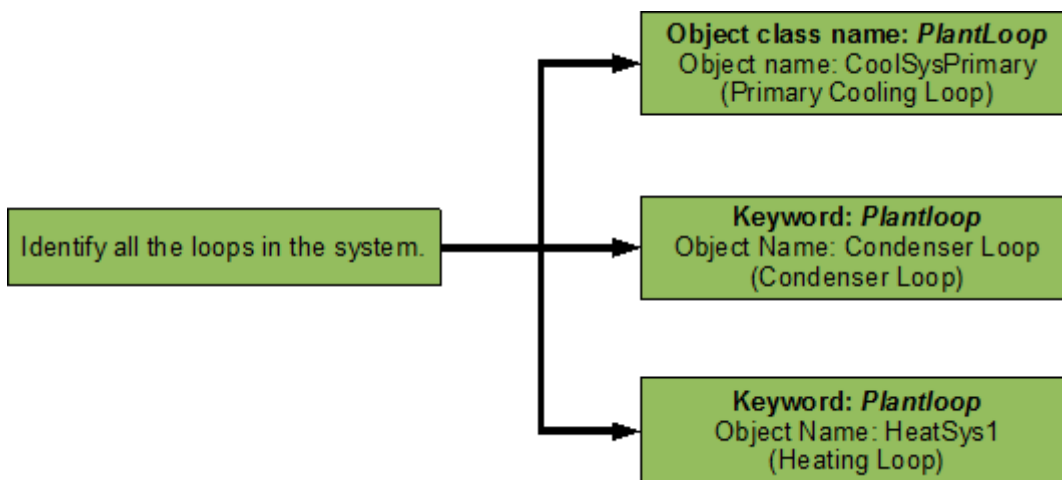 Object class name: PlantLoop
Object name: CoolSysPrimary
(Primary Cooling Loop)
Identify all the loops in the system.
Keyword: Plantloop
Object Name: Condenser Loop
(Condenser Loop)
Keyword: Plantloop
Object Name: HeatSys1
(Heating Loop)